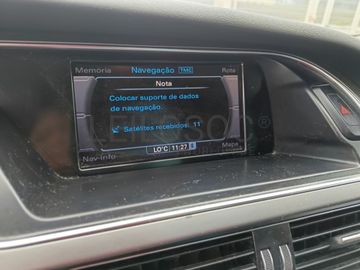 Memória Navegação TMC Rota
Nota
Colocar suporte de dados
de navegação.
Satélites recebidos: 11
LO°C 11:27
Nav-Info Mapa